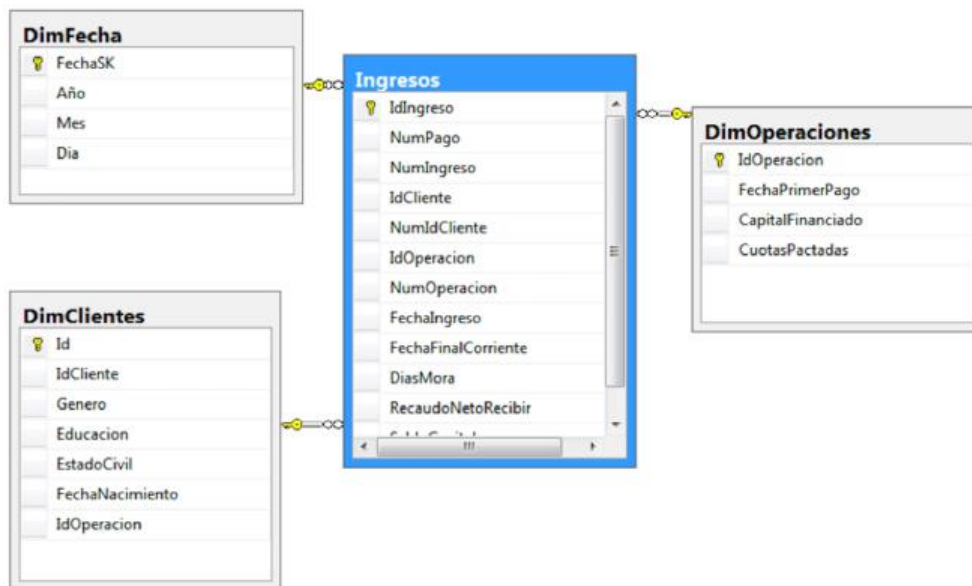 DimFecha
FechaSK
Año
Mes
Dia
Ingresos
IdIngreso
NumPago
NumIngreso
IdCliente
NumIdCliente
IdOperacion
NumOperacion
FechaIngreso
FechaFinalCorriente
DiasMora
RecaudoNetoRecibir
DimOperaciones
IdOperacion
FechaPrimerPago
CapitalFinanciado
CuotasPactadas
DimClientes
Id
IdCliente
Genero
Educacion
EstadoCivil
FechaNacimiento
IdOperacion